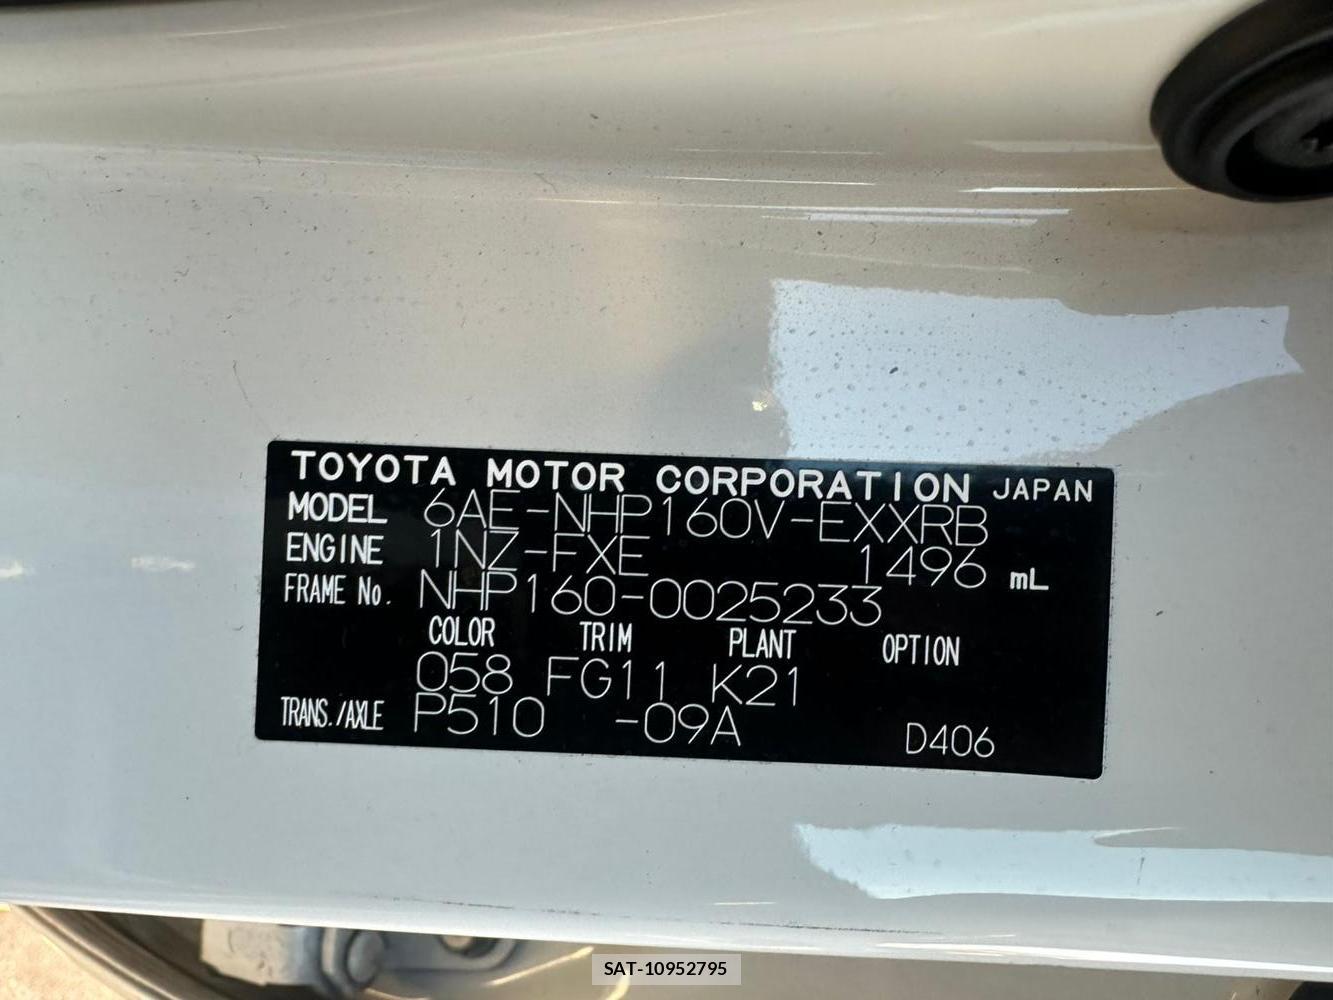 TOYOTA MOTOR CORPORATION JAPAN
MODEL 6AE-NHP160V-EXXRB
ENGINE 1NZ-FXE 1496 mL
FRAME No. NHP160-0025233
COLOR TRIM PLANT OPTION
058 FG11 K21
TRANS./AXLE P510 -09A D406
SAT-10952795